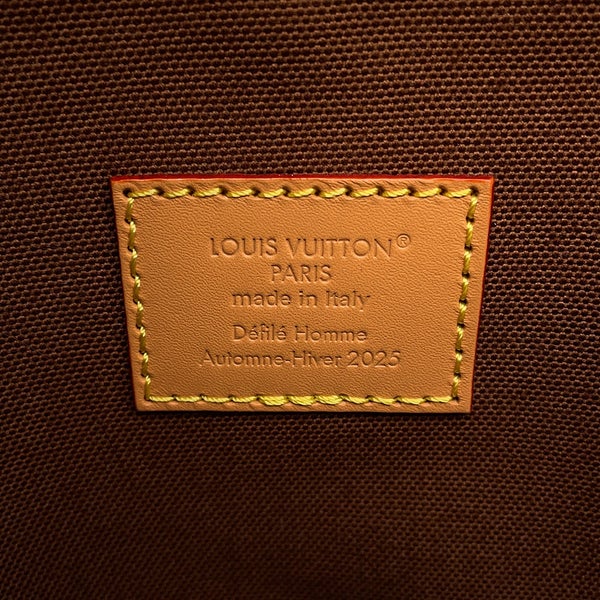 LOUIS VUITTON®
PARIS
made in Italy
Défilé Homme
Automne-Hiver 2025